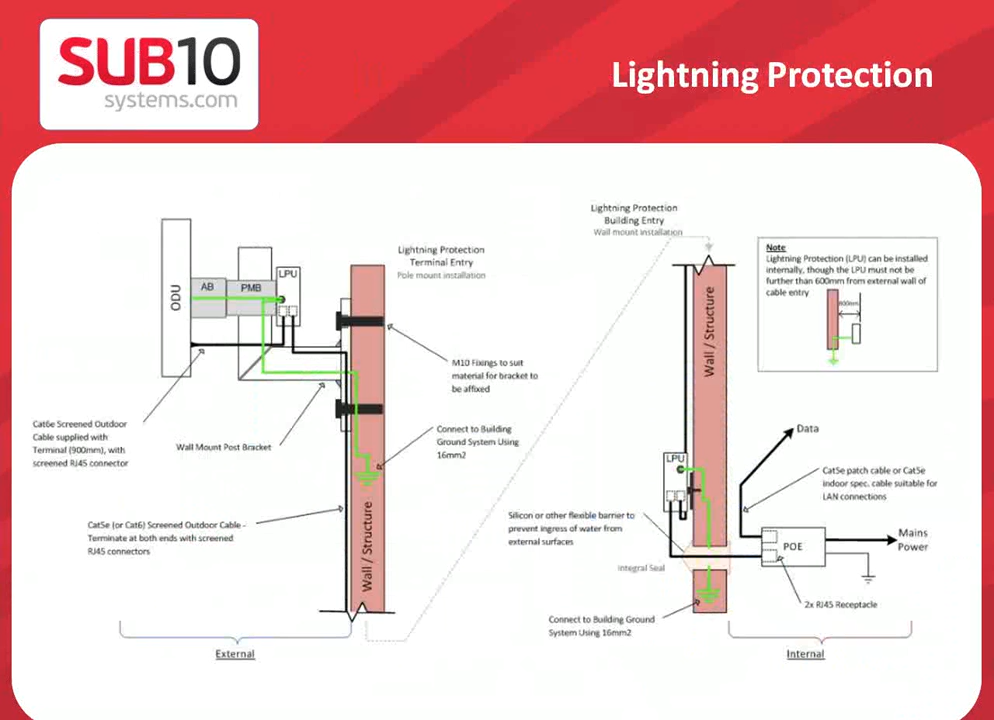 SUB10
systems.com
Lightning Protection
Lightning Protection
Terminal Entry
Pole mount installation
ODU
AB
PMB
LPU
M10 Fixings to suit
material for bracket to
be affixed
Cat6e Screened Outdoor
Cable supplied with
Terminal (900mm), with
screened RJ45 connector
Wall Mount Post Bracket
Connect to Building
Ground System Using
16mm2
Cat5e (or Cat6) Screened Outdoor Cable -
Terminate at both ends with screened
RJ45 connectors
Wall / Structure
External
Lightning Protection
Building Entry
Wall mount installation
Wall / Structure
Note
Lightning Protection (LPU) can be installed
internally, though the LPU must not be
further than 600mm from external wall of
cable entry
600mm
LPU
Data
Cat5e patch cable or Cat5e
indoor spec. cable suitable for
LAN connections
Silicon or other flexible barrier to
prevent ingress of water from
external surfaces
Integral Seal
POE
Mains
Power
2x RJ45 Receptacle
Connect to Building Ground
System Using 16mm2
Internal